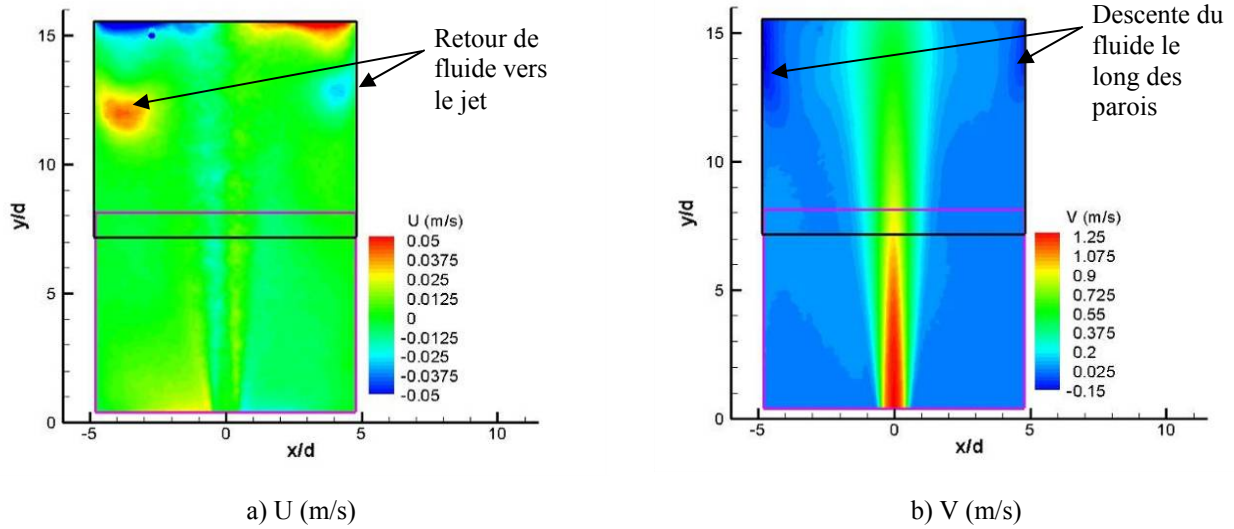 Retour de
fluide vers
le jet
15
10
5
0
y/d
-5
0
5
10
x/d
U (m/s)
0.05
0.0375
0.025
0.0125
0
-0.0125
-0.025
-0.0375
-0.05
a) U (m/s)
Descente du
fluide le
long des
parois
15
10
5
0
y/d
-5
0
5
10
x/d
V (m/s)
1.25
1.075
0.9
0.725
0.55
0.375
0.2
0.025
-0.15
b) V (m/s)